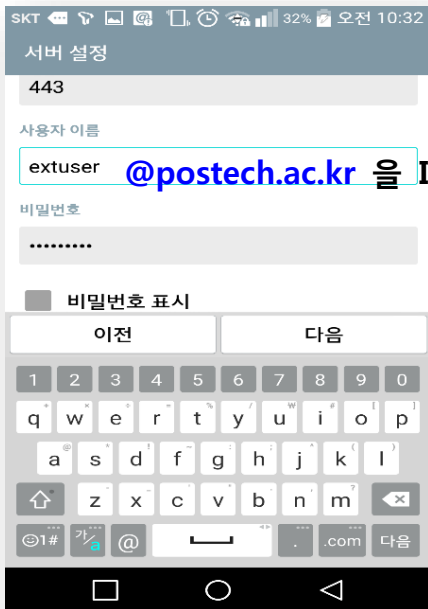 SKT 32% 오전 10:32
서버 설정
443
사용자 이름
extuser @postech.ac.kr 을 I
비밀번호
•••••••••
비밀번호 표시
이전 다음
1 2 3 4 5 6 7 8 9 0
q w e r t y u i o p
a s d f g h j k l
z x c v b n m
☺1# 가/a @ . .com 다음